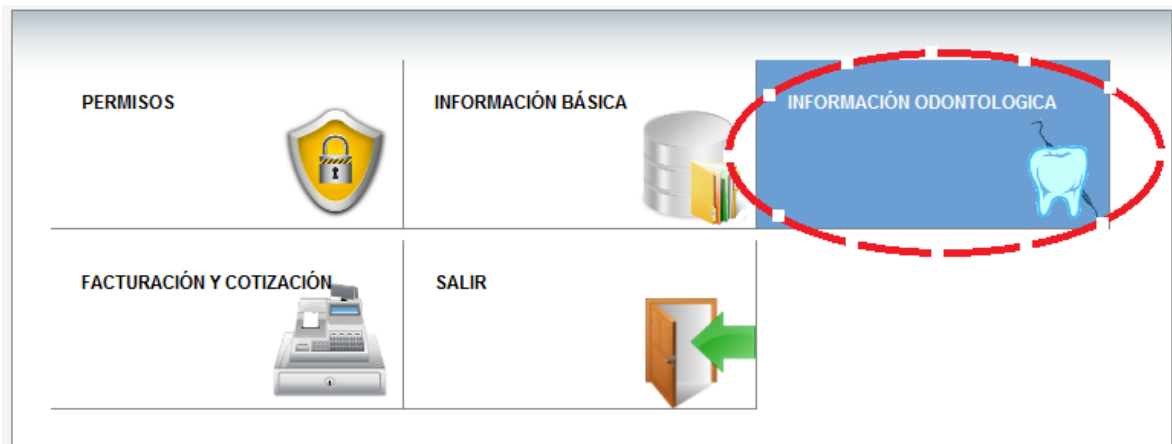 PERMISOS
INFORMACIÓN BÁSICA
INFORMACIÓN ODONTOLOGICA
FACTURACIÓN Y COTIZACIÓN
SALIR